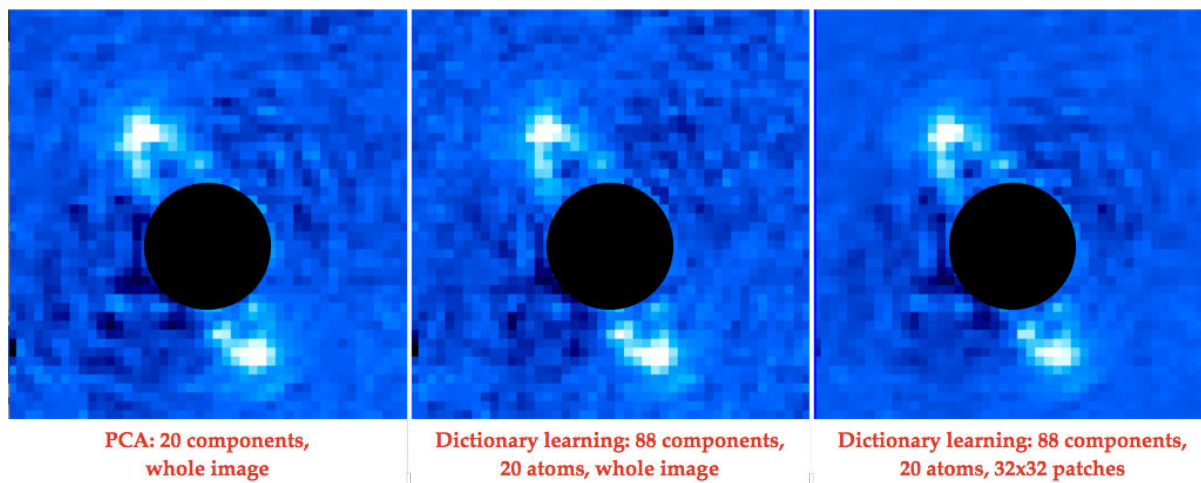 PCA: 20 components,
whole image
Dictionary learning: 88 components,
20 atoms, whole image
Dictionary learning: 88 components,
20 atoms, 32x32 patches